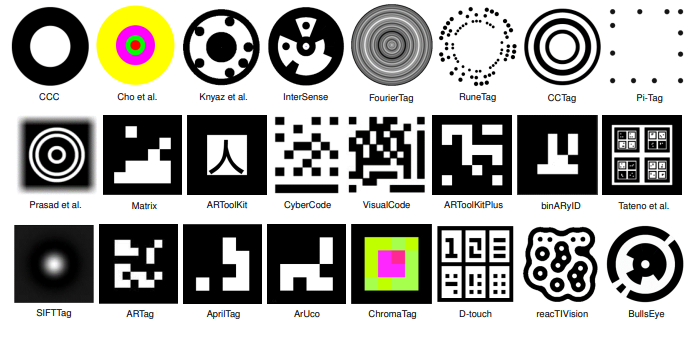 CCC
Cho et al.
Knyaz et al.
InterSense
FourierTag
RuneTag
CCTag
Pi-Tag
Prasad et al.
Matrix
ARToolKit
CyberCode
VisualCode
ARToolKitPlus
binARyID
Tateno et al.
SIFTTag
ARTag
AprilTag
ArUco
ChromaTag
D-touch
reacTIVision
BullsEye